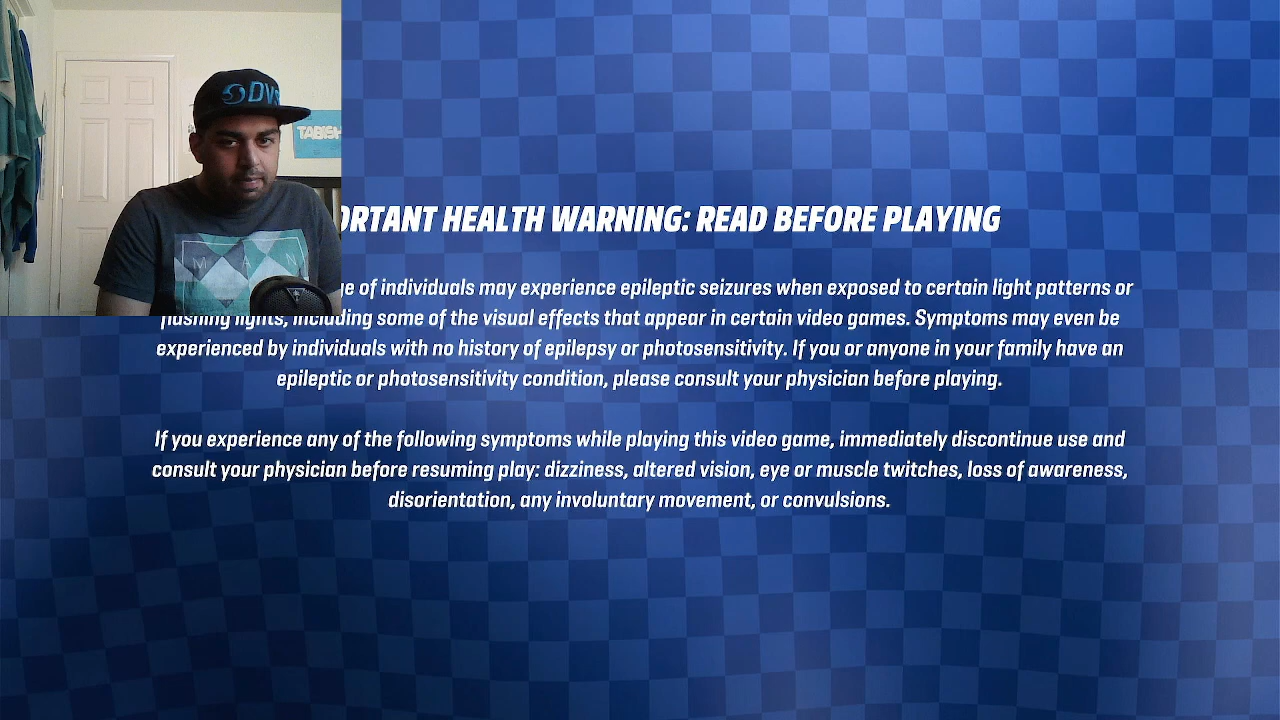 DVS
TABISH
MAN
ORTANT HEALTH WARNING: READ BEFORE PLAYING
of individuals may experience epileptic seizures when exposed to certain light patterns or
flashing lights, including some of the visual effects that appear in certain video games. Symptoms may even be
experienced by individuals with no history of epilepsy or photosensitivity. If you or anyone in your family have an
epileptic or photosensitivity condition, please consult your physician before playing.
If you experience any of the following symptoms while playing this video game, immediately discontinue use and
consult your physician before resuming play: dizziness, altered vision, eye or muscle twitches, loss of awareness,
disorientation, any involuntary movement, or convulsions.